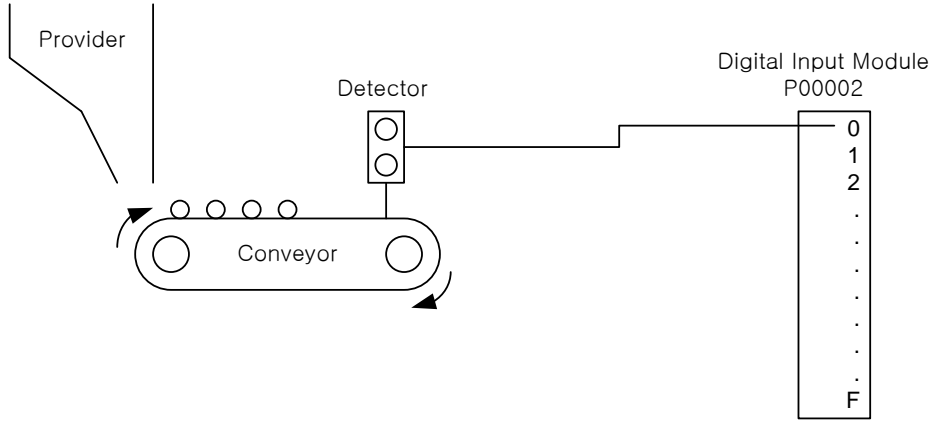 Provider
Detector
Digital Input Module
P00002
Conveyor
0
1
2
.
.
.
.
.
.
.
F